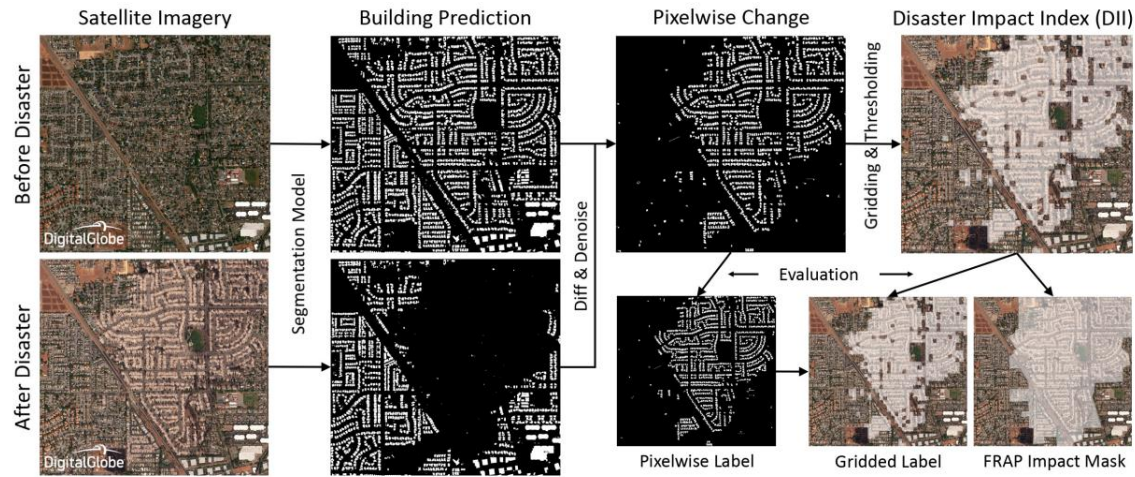 Satellite Imagery
Building Prediction
Pixelwise Change
Disaster Impact Index (DII)
Before Disaster
DigitalGlobe
Segmentation Model
Diff & Denoise
Gridding & Thresholding
Evaluation
After Disaster
DigitalGlobe
Pixelwise Label
Gridded Label
FRAP Impact Mask